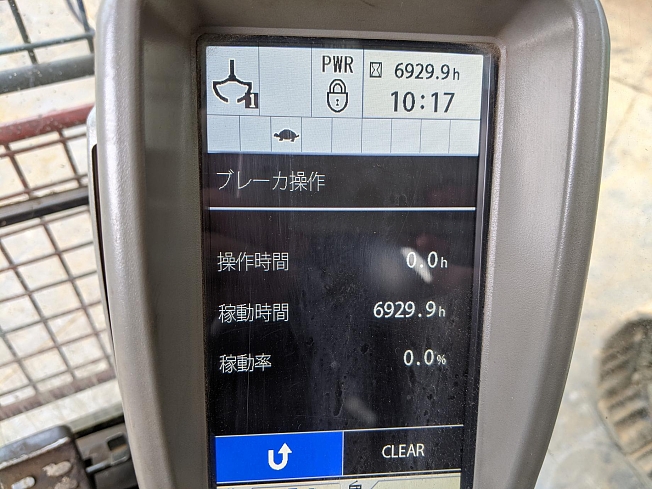 PWR
6929.9h
1
10:17
ブレーカ操作
操作時間 0.0h
稼動時間 6929.9h
稼動率 0.0%
CLEAR